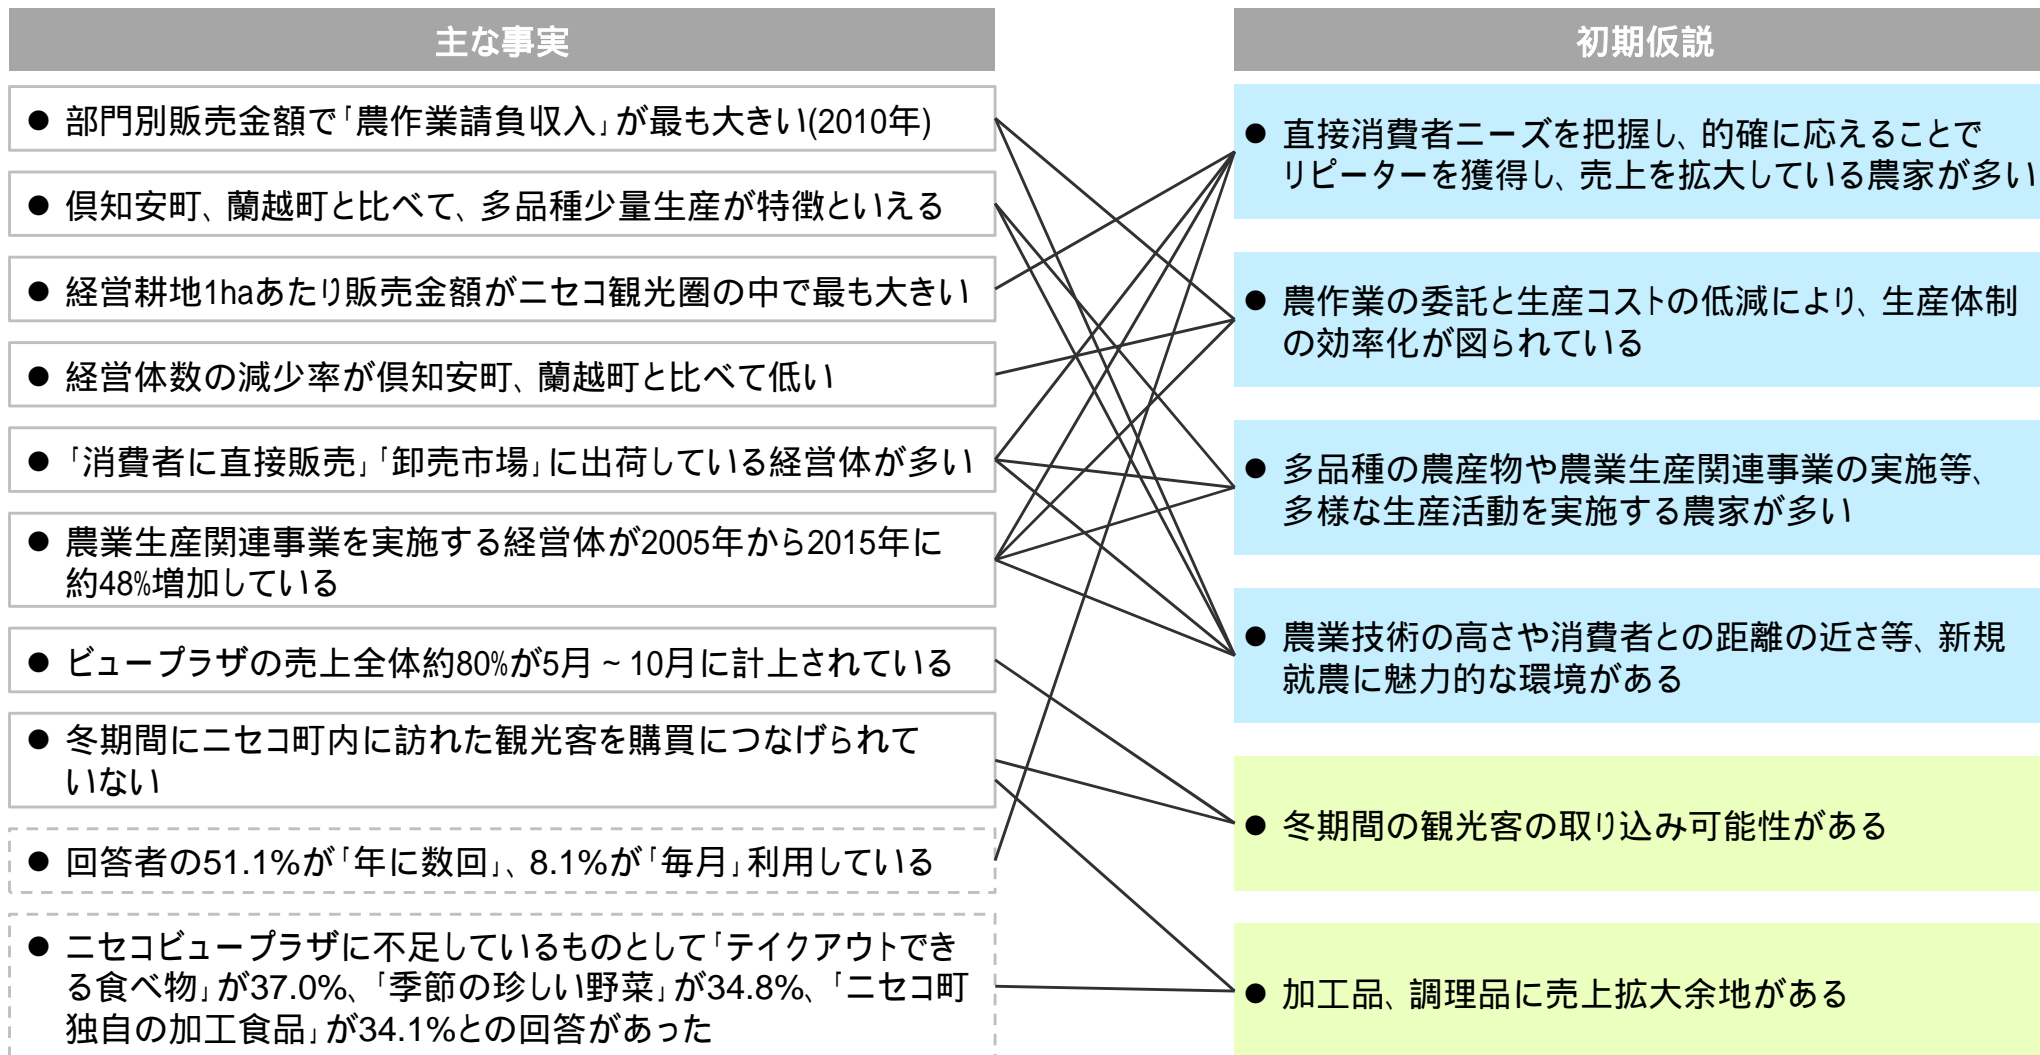 主な事実
● 部門別販売金額で「農作業請負収入」が最も大きい(2010年)
● 倶知安町、蘭越町と比べて、多品種少量生産が特徴といえる
● 経営耕地1haあたり販売金額がニセコ観光圏の中で最も大きい
● 経営体数の減少率が倶知安町、蘭越町と比べて低い
● 「消費者に直接販売」「卸売市場」に出荷している経営体が多い
● 農業生産関連事業を実施する経営体が2005年から2015年に
約48%増加している
● ビュープラザの売上全体約80%が5月～10月に計上されている
● 冬期間にニセコ町内に訪れた観光客を購買につなげられて
いない
● 回答者の51.1%が「年に数回」、8.1%が「毎月」利用している
● ニセコビュープラザに不足しているものとして「テイクアウトでき
る食べ物」が37.0%、「季節の珍しい野菜」が34.8%、「ニセコ町
独自の加工食品」が34.1%との回答があった
初期仮説
● 直接消費者ニーズを把握し、的確に応えることで
リピーターを獲得し、売上を拡大している農家が多い
● 農作業の委託と生産コストの低減により、生産体制
の効率化が図られている
● 多品種の農産物や農業生産関連事業の実施等、
多様な生産活動を実施する農家が多い
● 農業技術の高さや消費者との距離の近さ等、新規
就農に魅力的な環境がある
● 冬期間の観光客の取り込み可能性がある
● 加工品、調理品に売上拡大余地がある